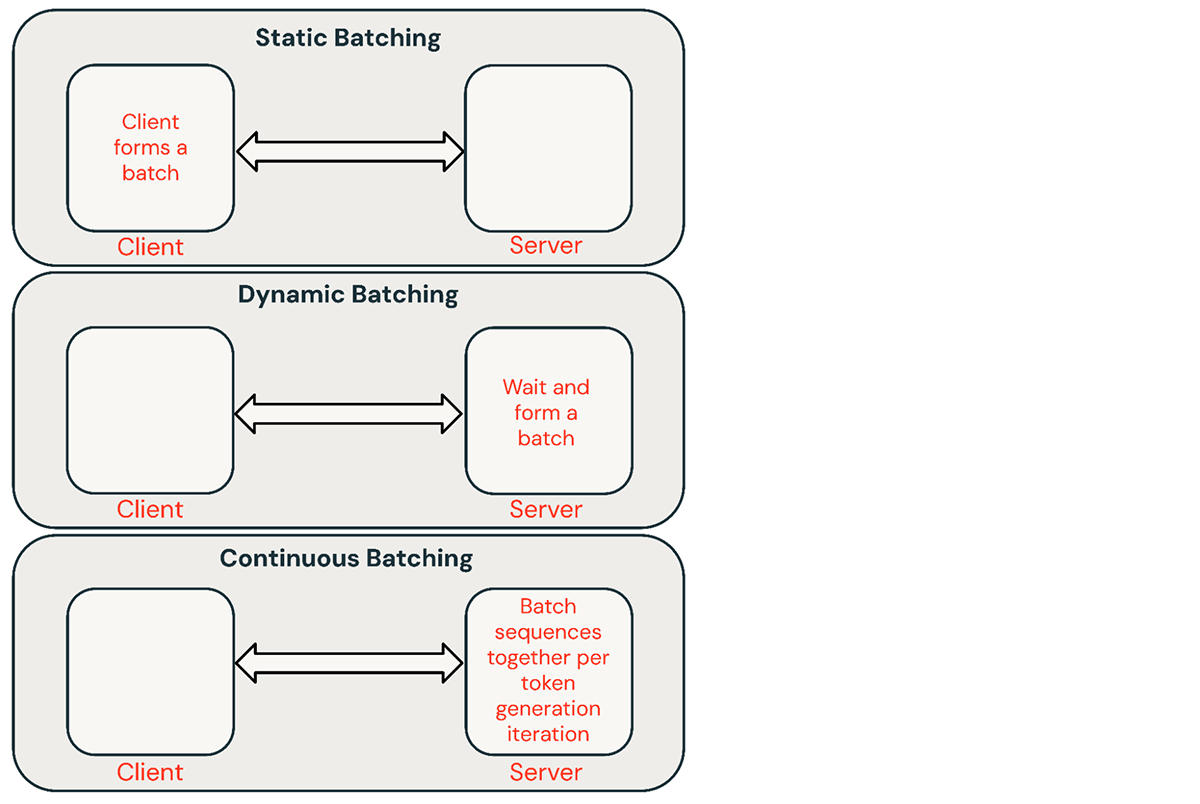 Static Batching
Client
forms a
batch
Client
Server
Dynamic Batching
Wait and
form a
batch
Client
Server
Continuous Batching
Batch
sequences
together per
token
generation
iteration
Client
Server